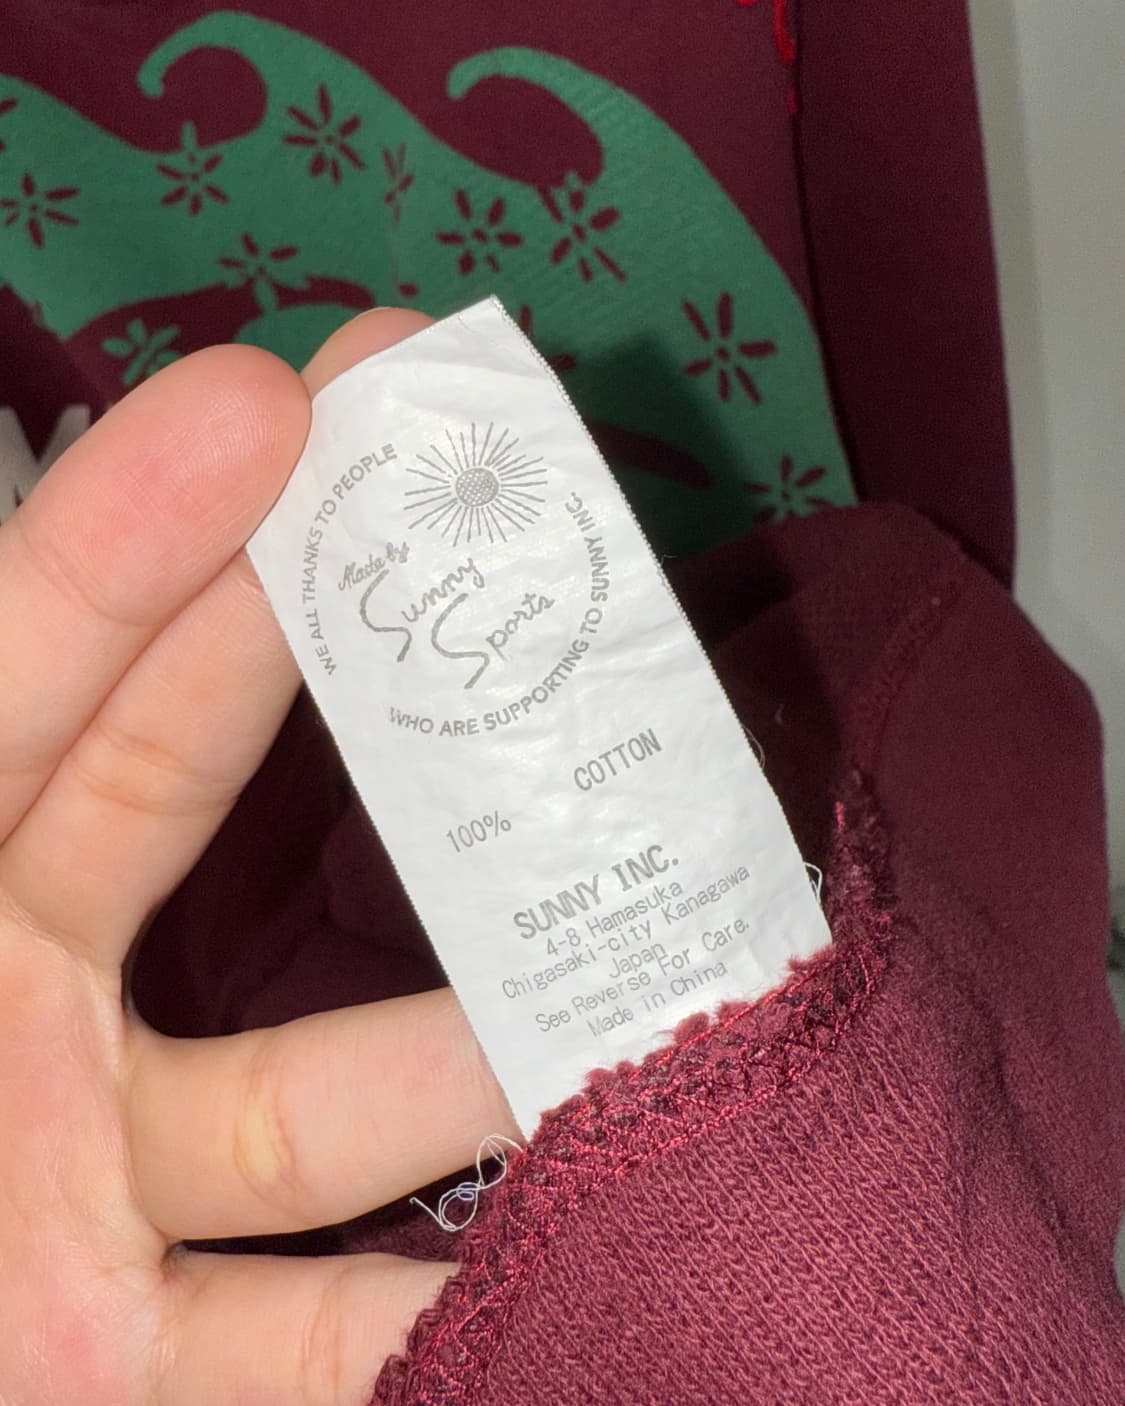 WE ALL THANKS TO PEOPLE
WHO ARE SUPPORTING TO SUNNY INC.
Made by
Sunny
Sports
100% COTTON
SUNNY INC.
4-8 Hamasuka
Chigasaki-city Kanagawa
Japan
See Reverse For Care.
Made in China